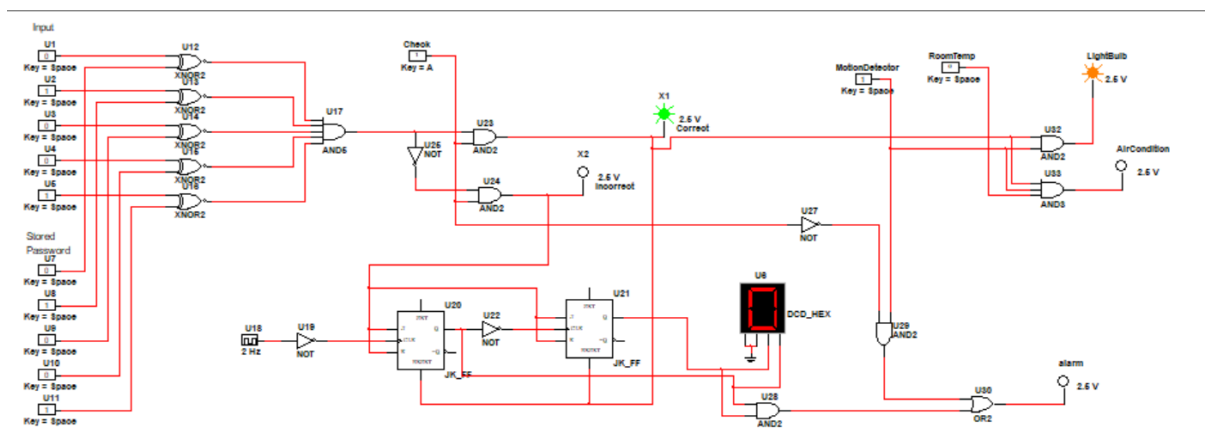 Input
U1
0
Key = Space
U2
1
Key = Space
U3
0
Key = Space
U4
0
Key = Space
U5
1
Key = Space
Stored
Password
U7
0
Key = Space
U8
1
Key = Space
U9
0
Key = Space
U10
0
Key = Space
U11
1
Key = Space
U12
XNOR2
U13
XNOR2
U14
XNOR2
U15
XNOR2
U16
XNOR2
U17
AND5
Check
1
Key = A
U25
NOT
U23
AND2
U24
AND2
X1
2.5 V
Correct
X2
2.5 V
Incorrect
U18
2 Hz
U19
NOT
U20
J
Q
CLK
K
~Q
JK_FF
U22
NOT
U21
J
Q
CLK
K
~Q
JK_FF
U6
0
DCD_HEX
U27
NOT
U28
AND2
U29
AND2
U30
OR2
alarm
2.5 V
MotionDetector
1
Key = Space
RoomTemp
Key = Space
LightBulb
2.5 V
U32
AND2
U33
AND3
AirCondition
2.5 V